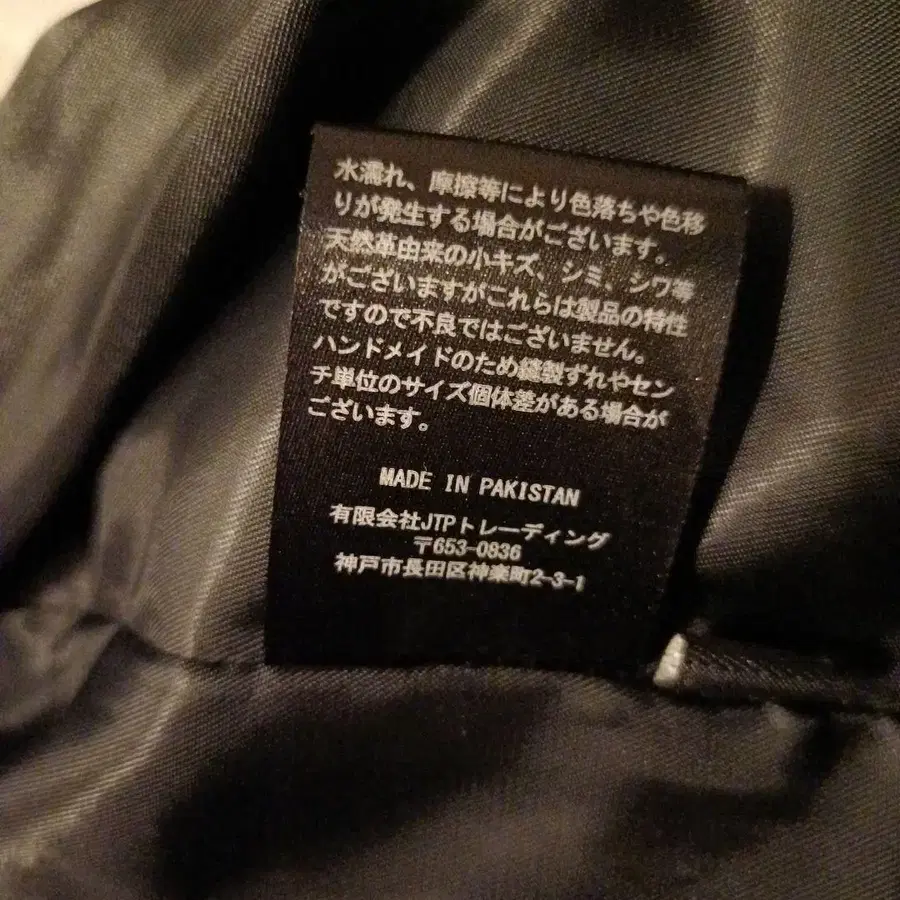 水濡れ、摩擦等により色落ちや色移
りが発生する場合がございます。
天然革由来の小キズ、シミ、シワ等
がございますがこれらは製品の特性
ですので不良ではございません。
ハンドメイドのため縫製ずれやセン
チ単位のサイズ個体差がある場合が
ございます。
MADE IN PAKISTAN
有限会社JTPトレーディング
〒653-0836
神戸市長田区神楽町2-3-1